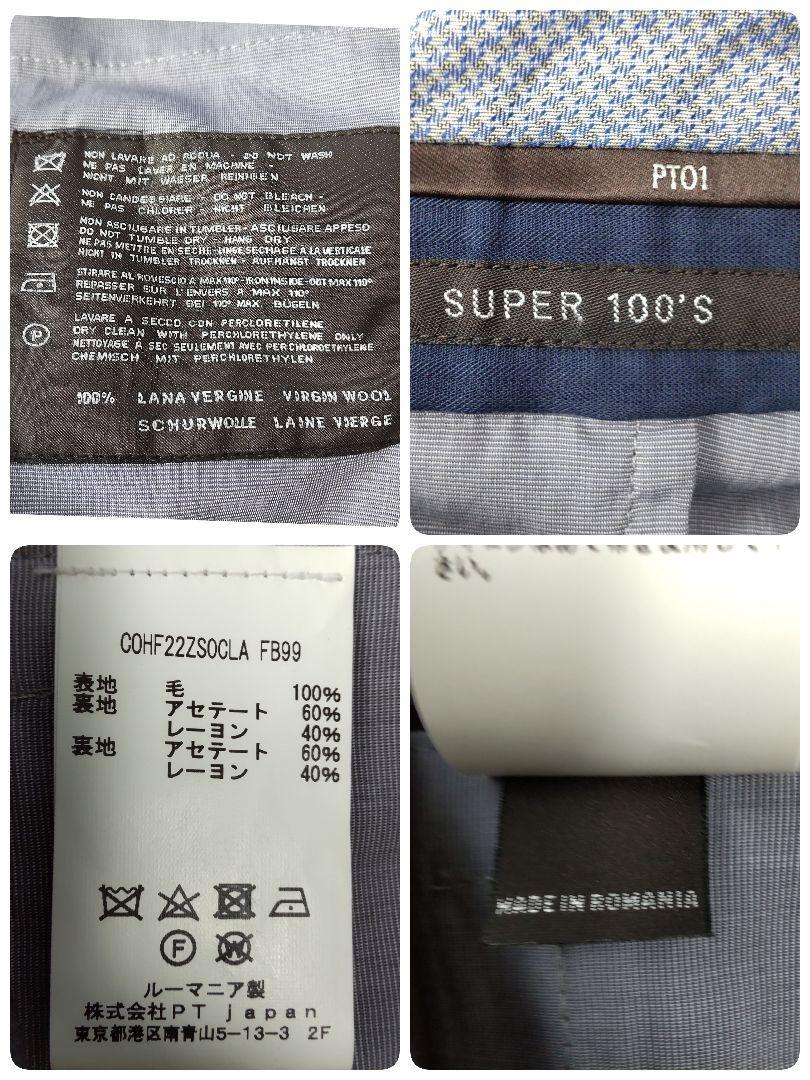 NON LAVARE AD ACQUA - DO NOT WASH
NE PAS LAVER EN MACHINE -
NICHT MIT WASSER REINIGEN
NON CANDEGGIARE - DO NOT BLEACH -
NE PAS CHLORER - NICHT BLEICHEN
NON ASCIUGARE IN TUMBLER - ASCIUGARE APPESO
DO NOT TUMBLE DRY - HANG DRY
NE PAS METTRE EN SECHE-LINGE SECHAGE A LA VERTICALE
NICHT IN TUMBLER TROCKNEN - AUFHANGT TROCKNEN
STIRARE AL ROVESCIO A MAX 110° - IRON INSIDE-OUT MAX 110°
REPASSER SUR L'ENVERS A MAX 110°
SEITENVERKEHRT BEI 110° MAX. BUGELN
P
LAVARE A SECCO CON PERCLORETILENE
DRY CLEAN WITH PERCHLORETHYLENE ONLY
NETTOYAGE A SEC SEULEMENT AVEC PERCHLOROETHYLENE
CHEMISCH MIT PERCHLORETHYLEN
100% LANA VERGINE VIRGIN WOOL
SCHURWOLLE LAINE VIERGE
PT01
SUPER 100'S
COHF22ZS0CLA FB99
表地 毛 100%
裏地 アセテート 60%
レーヨン 40%
裏地 アセテート 60%
レーヨン 40%
F W
ルーマニア製
株式会社PT japan
東京都港区南青山5-13-3 2F
さい。
MADE IN ROMANIA